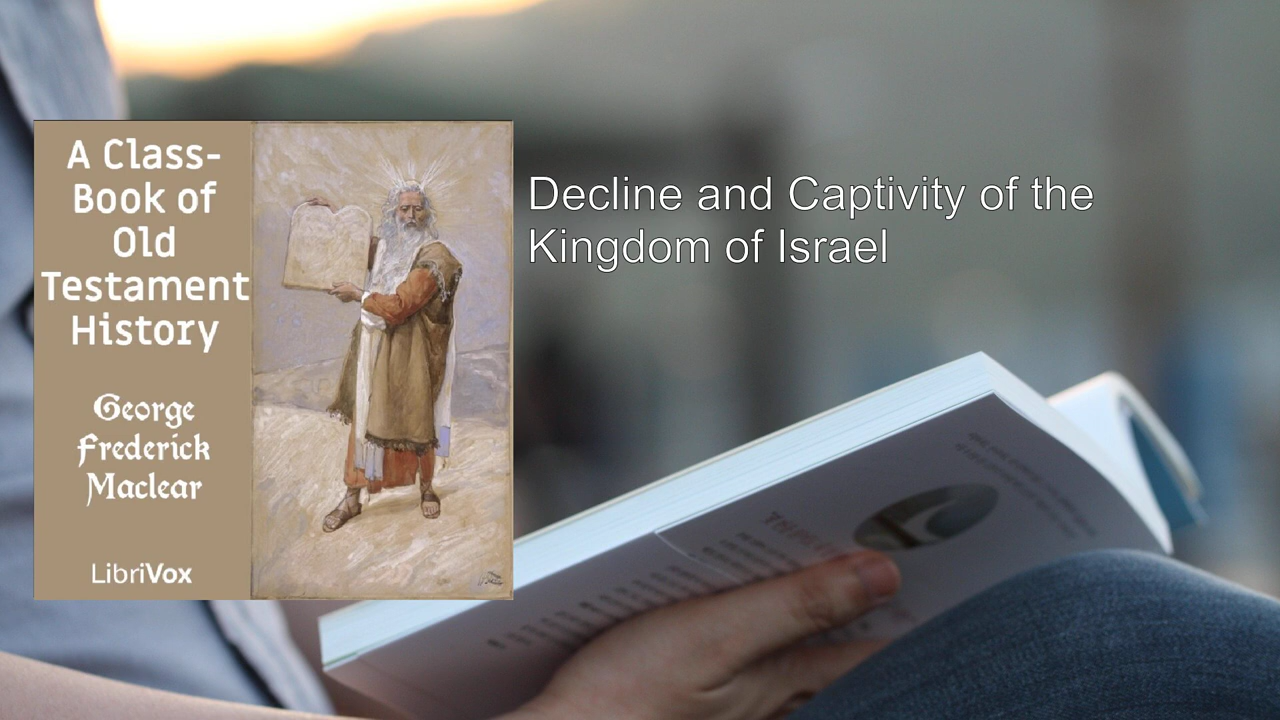 A Class-
Book of
Old
Testament
History
George
Frederick
Maclear
LibriVox
Decline and Captivity of the
Kingdom of Israel